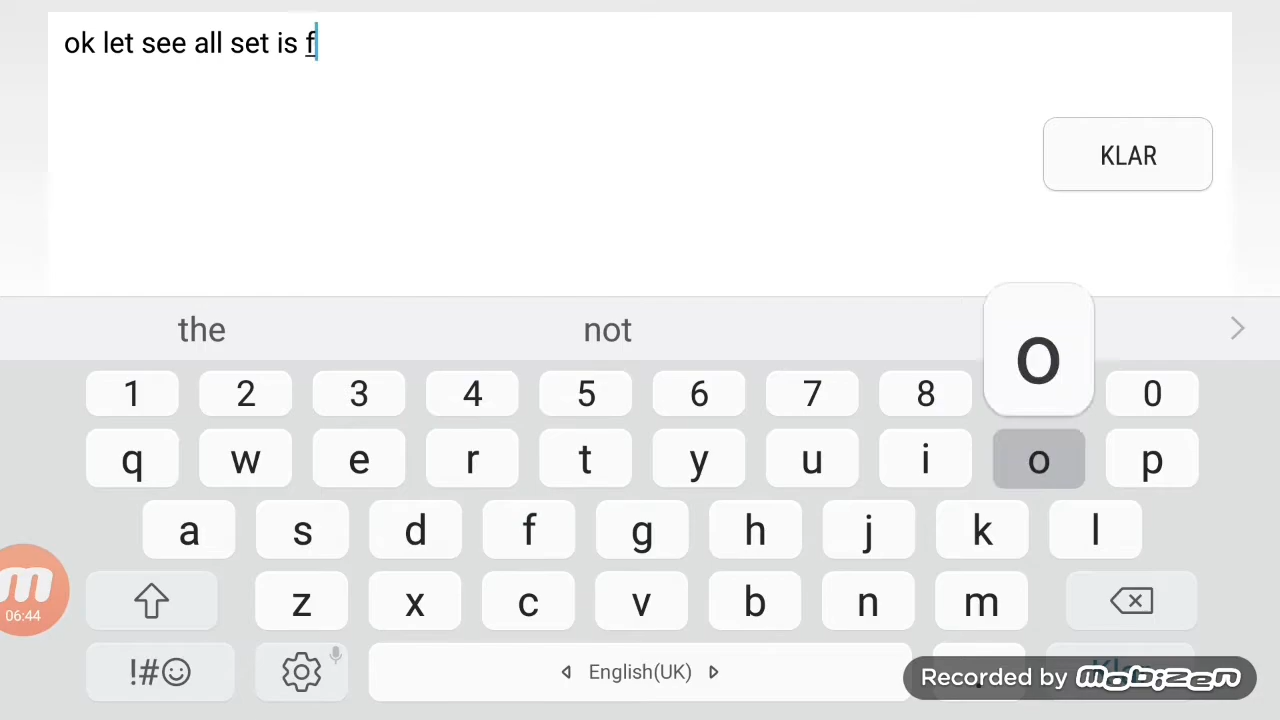 ok let see all set is f
KLAR
the not
o
1 2 3 4 5 6 7 8 0
q w e r t y u i o p
a s d f g h j k l
z x c v b n m
06:44
!#☺ English(UK)
Recorded by mobizen